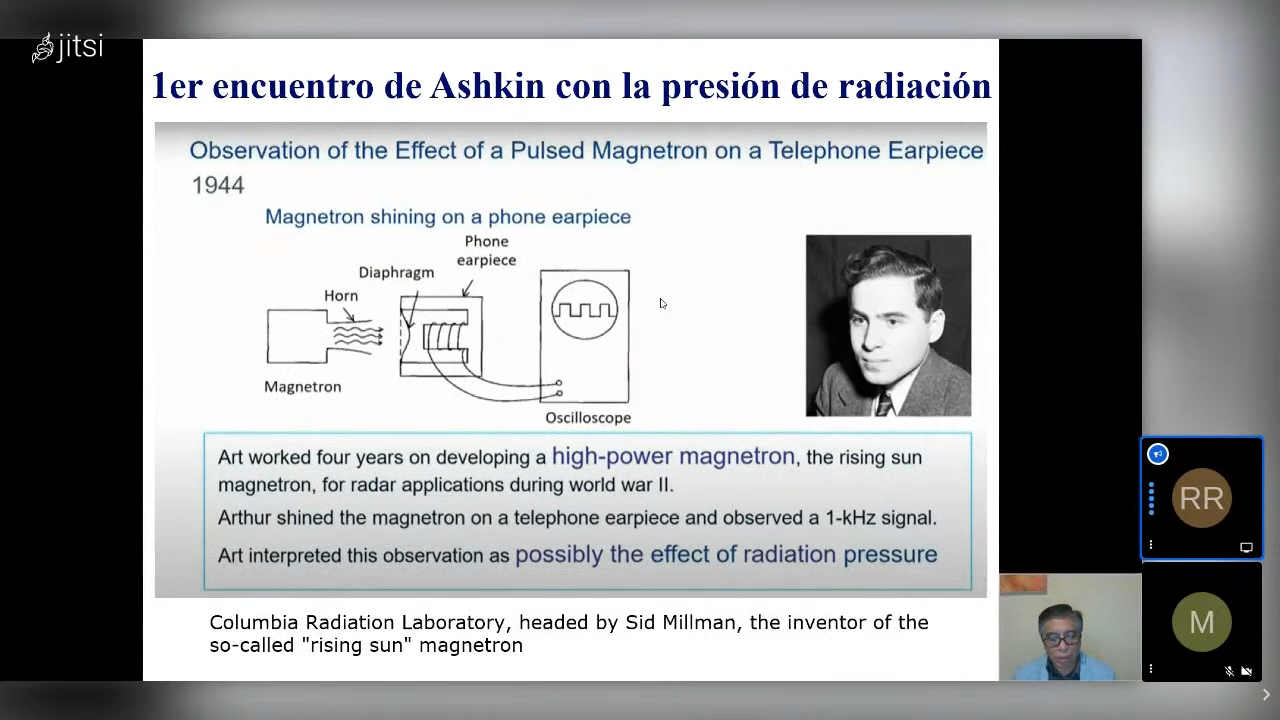 jitsi
1er encuentro de Ashkin con la presión de radiación
Observation of the Effect of a Pulsed Magnetron on a Telephone Earpiece
1944
Magnetron shining on a phone earpiece
Phone
earpiece
Diaphragm
Horn
Magnetron
Oscilloscope
Art worked four years on developing a high-power magnetron, the rising sun
magnetron, for radar applications during world war II.
Arthur shined the magnetron on a telephone earpiece and observed a 1-kHz signal.
Art interpreted this observation as possibly the effect of radiation pressure
Columbia Radiation Laboratory, headed by Sid Millman, the inventor of the
so-called "rising sun" magnetron
RR
M